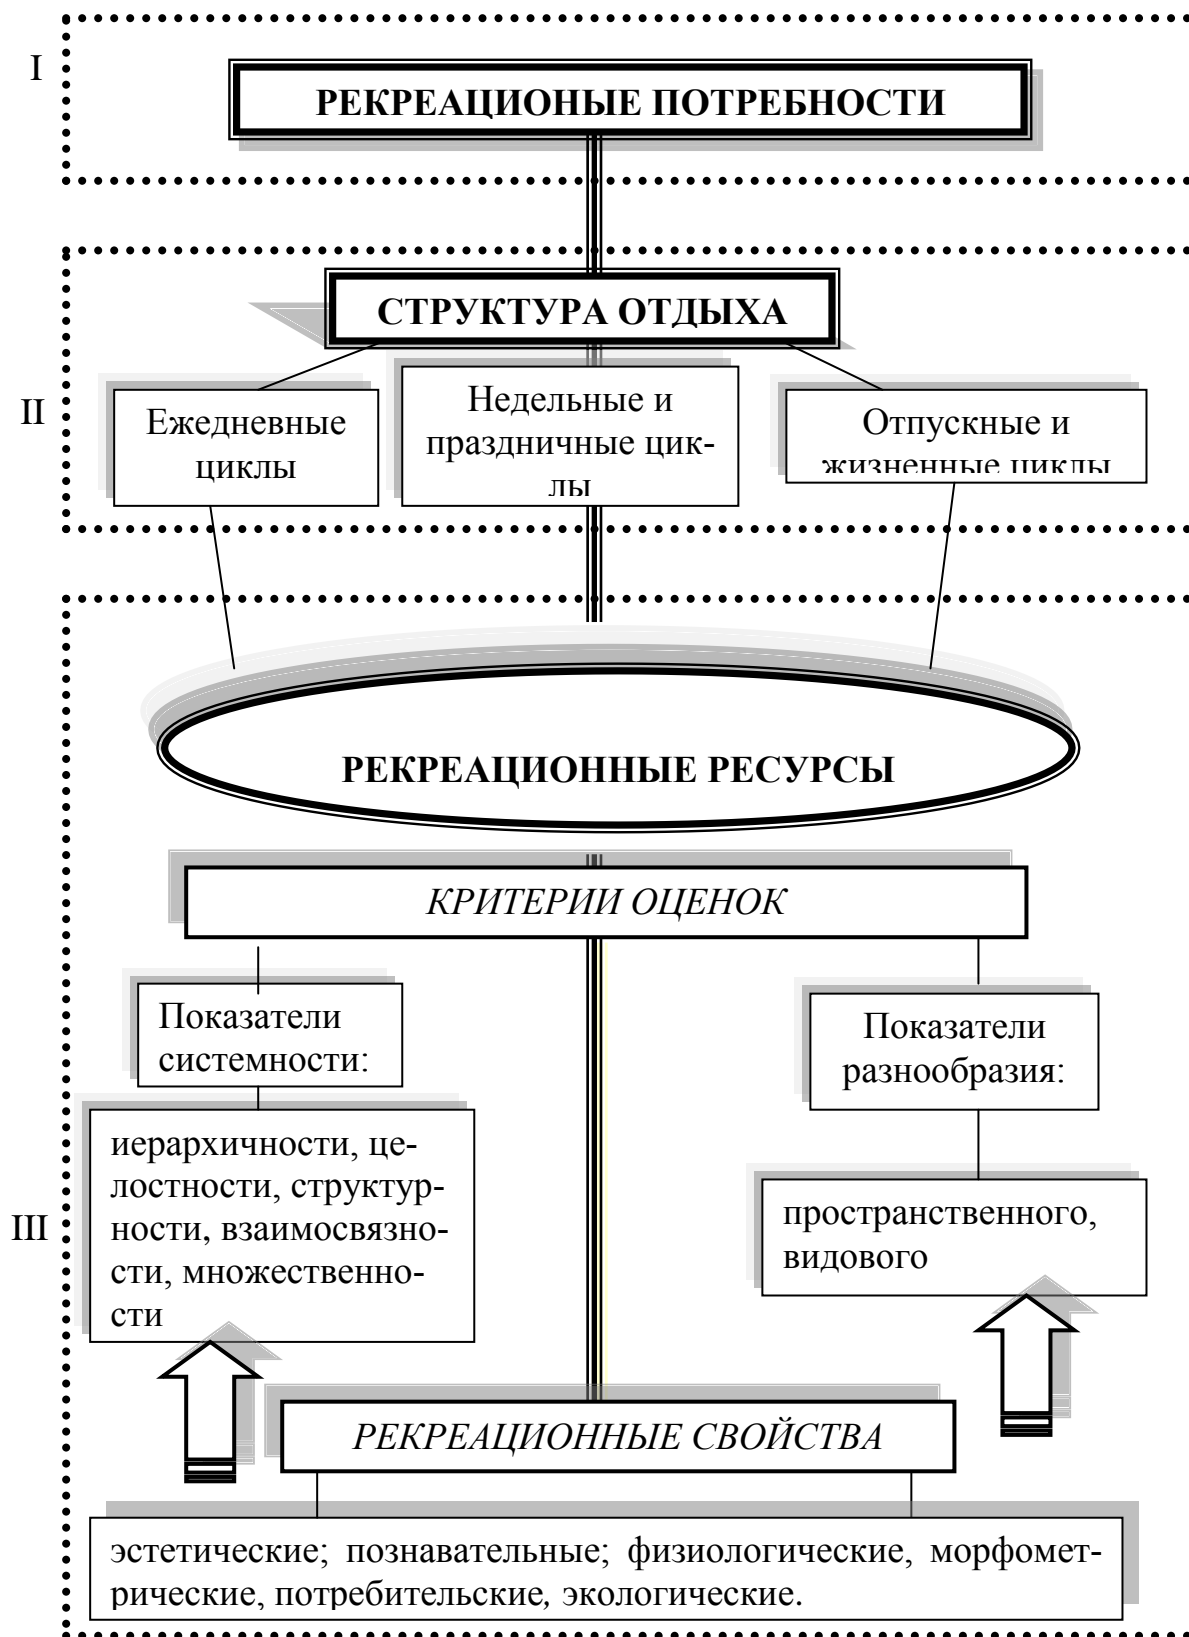 I
РЕКРЕАЦИОНЫЕ ПОТРЕБНОСТИ
СТРУКТУРА ОТДЫХА
II
Ежедневные
циклы
Недельные и
праздничные цик-
лы
Отпускные и
жизненные циклы
РЕКРЕАЦИОННЫЕ РЕСУРСЫ
КРИТЕРИИ ОЦЕНОК
Показатели
системности:
Показатели
разнообразия:
III
иерархичности, це-
лостности, структур-
ности, взаимосвязно-
сти, множественно-
сти
пространственного,
видового
РЕКРЕАЦИОННЫЕ СВОЙСТВА
эстетические; познавательные; физиологические, морфомет-
рические, потребительские, экологические.